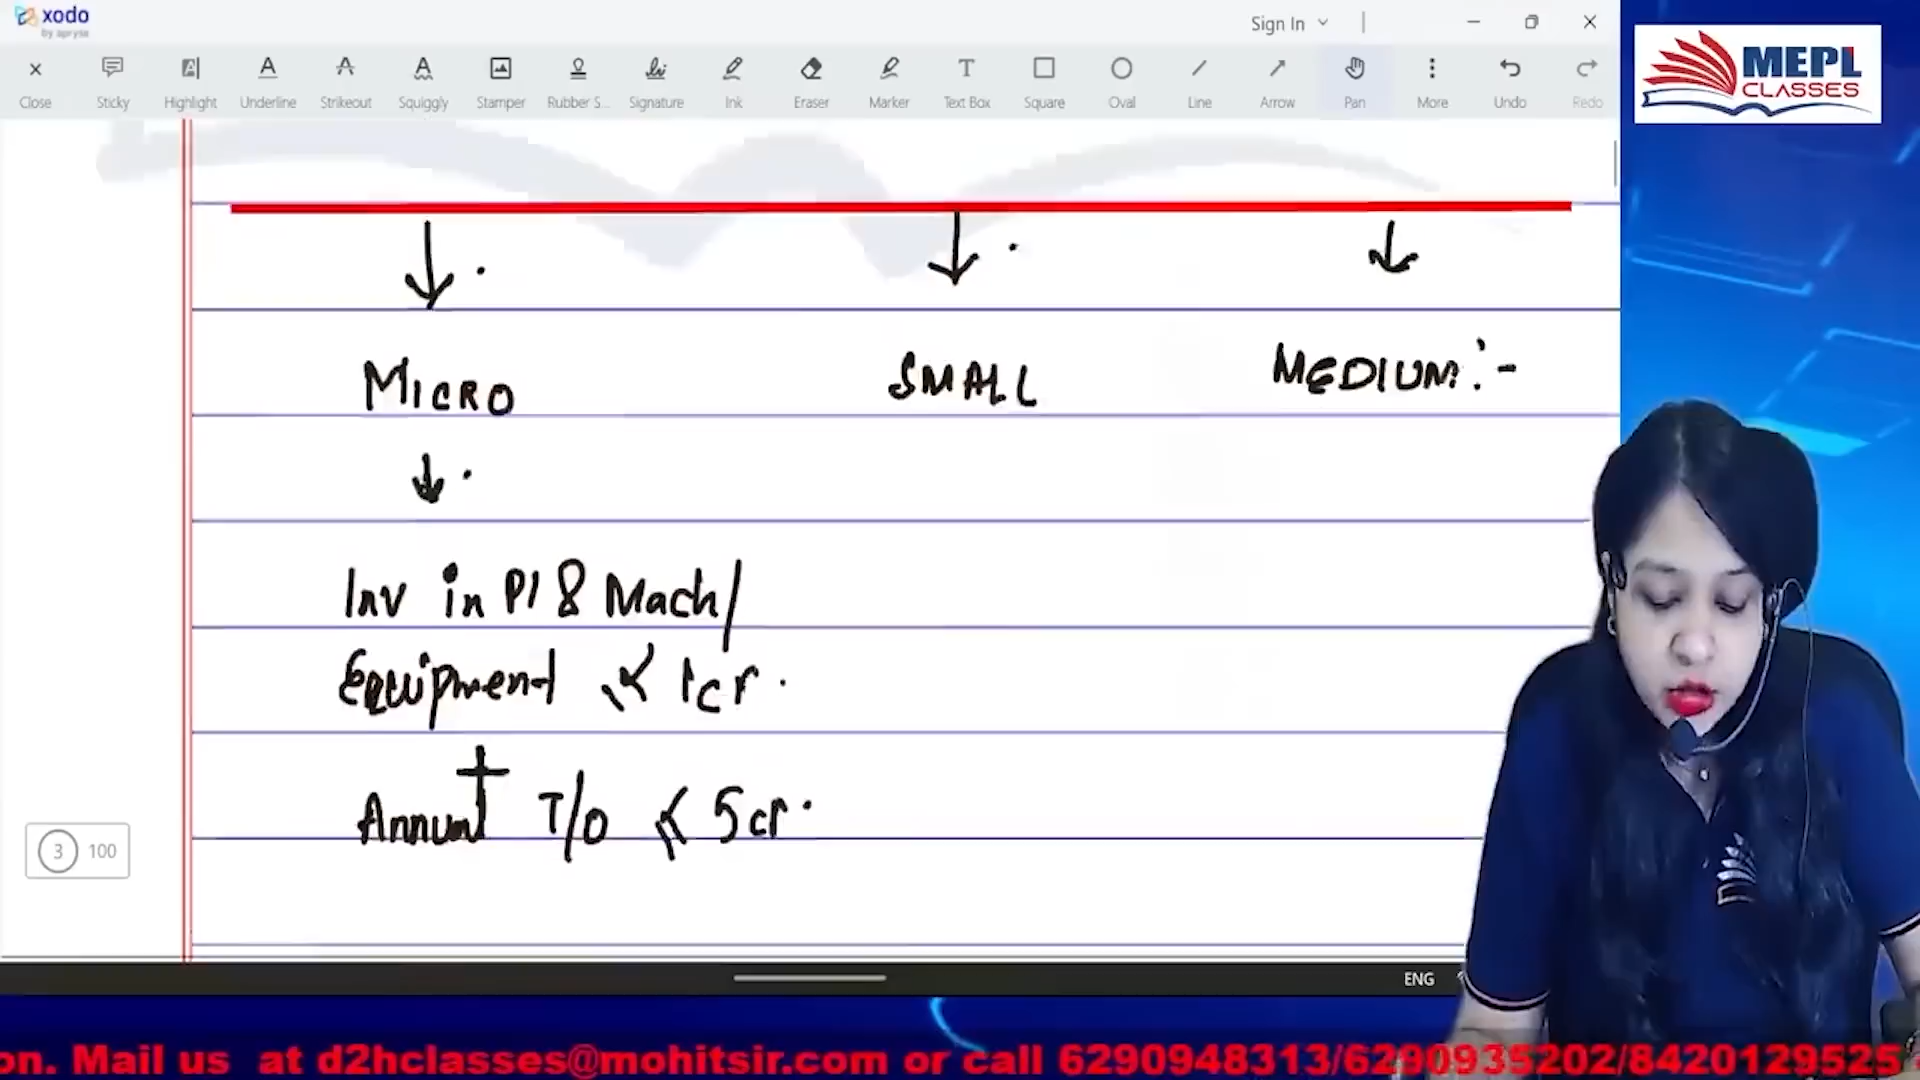 xodo
by apryse
Sign In
Close Sticky Highlight Underline Strikeout Squiggly Stamper Rubber S... Signature Ink Eraser Marker Text Box Square Oval Line Arrow Pan More Undo Redo
MEPL
CLASSES
MICRO SMALL MEDIUM:-
Inv in Pl & Mach/
Equipment ≮ 1cr.
+
Annual T/O ≮ 5cr.
3 100
ENG
on. Mail us at d2hclasses@mohitsir.com or call 6290948313/6290935202/8420129525